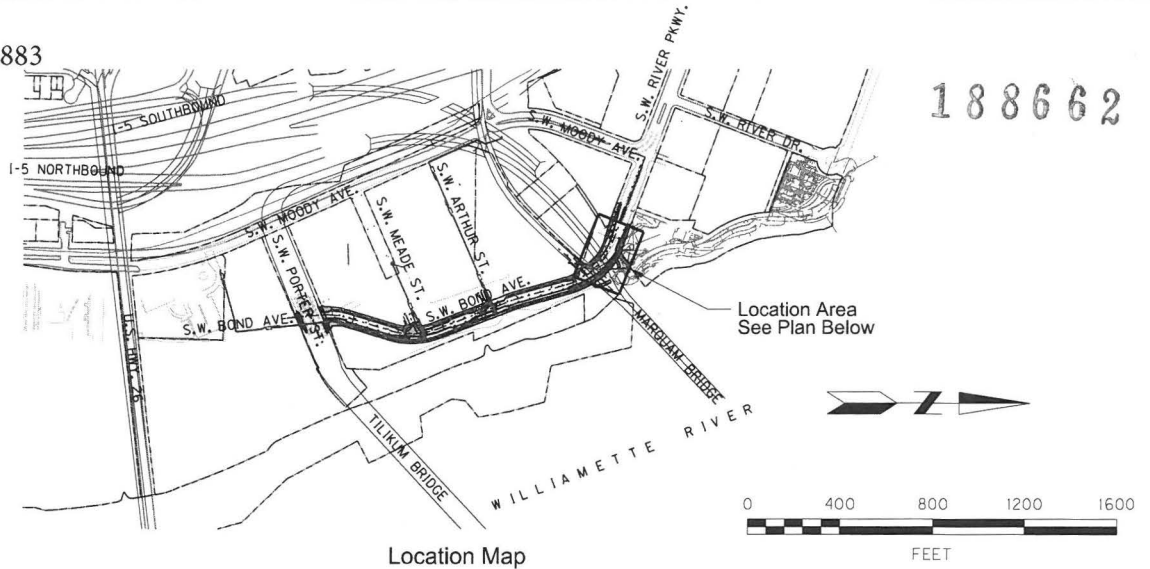 883
188662
S.W. RIVER PKWY.
I-5 SOUTHBOUND
S.W. MOODY AVE.
S.W. RIVER DR.
I-5 NORTHBOUND
S.W. MOODY AVE.
S.W. ARTHUR ST.
S.W. MEADE ST.
S.W. PORTER ST.
S.W. BOND AVE.
S.W. BOND AVE.
U.S. HWY. 26
MARQUAM BRIDGE
Location Area
See Plan Below
TILIKUM BRIDGE
WILLIAMETTE RIVER
Z
0 400 800 1200 1600
FEET
Location Map